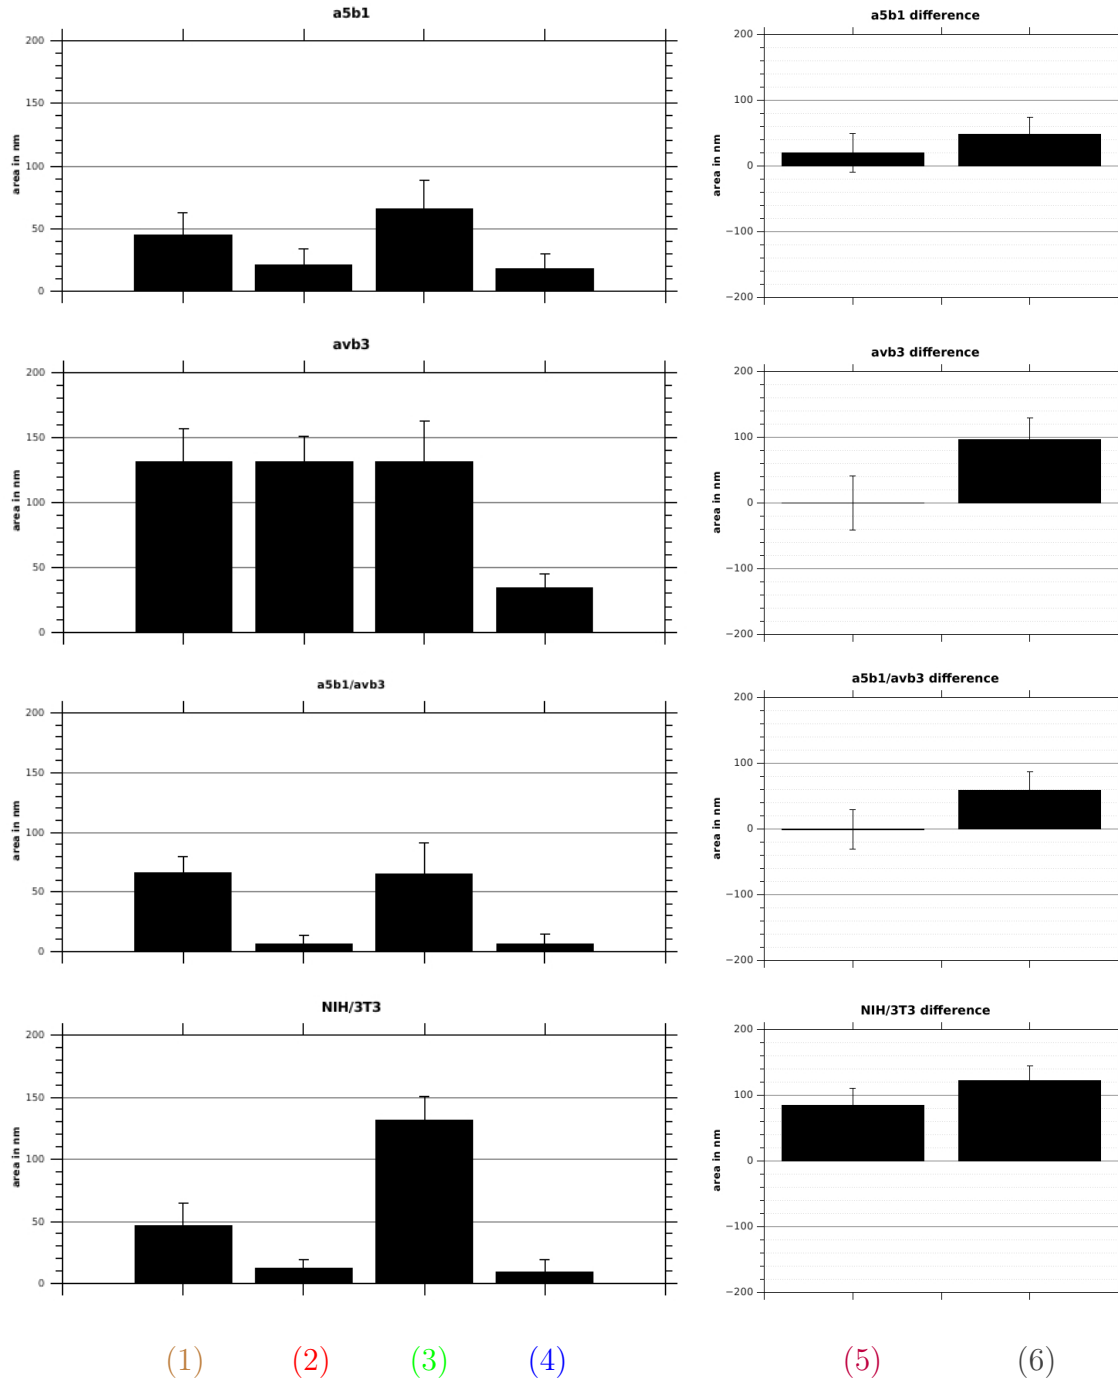 a5b1
200
150
100
50
0
area in nm
a5b1 difference
200
100
0
−100
−200
area in nm
avb3
200
150
100
50
0
area in nm
avb3 difference
200
100
0
−100
−200
area in nm
a5b1/avb3
200
150
100
50
0
area in nm
a5b1/avb3 difference
200
100
0
−100
−200
area in nm
NIH/3T3
200
150
100
50
0
area in nm
NIH/3T3 difference
200
100
0
−100
−200
area in nm
(1) (2) (3) (4) (5) (6)